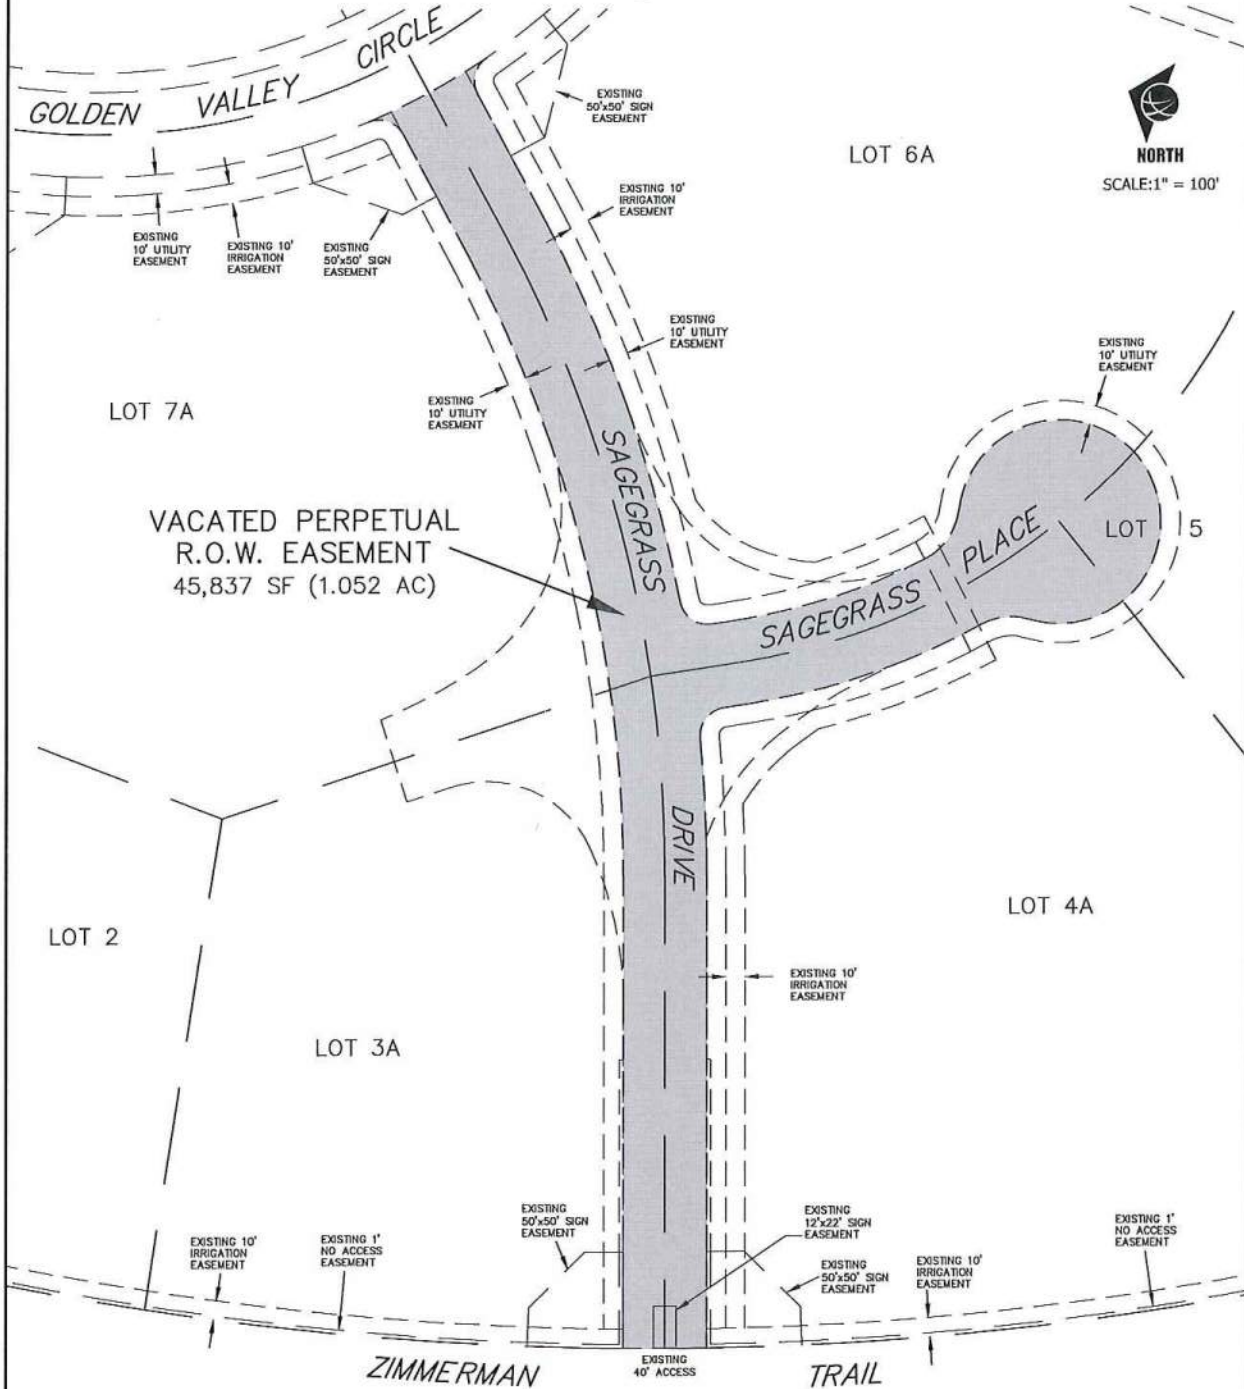 GOLDEN VALLEY CIRCLE
EXISTING
50'x50' SIGN
EASEMENT
NORTH
SCALE:1" = 100'
LOT 6A
EXISTING 10'
IRRIGATION
EASEMENT
EXISTING
10' UTILITY
EASEMENT
EXISTING 10'
IRRIGATION
EASEMENT
EXISTING
50'x50' SIGN
EASEMENT
EXISTING
10' UTILITY
EASEMENT
EXISTING
10' UTILITY
EASEMENT
EXISTING
10' UTILITY
EASEMENT
LOT 7A
VACATED PERPETUAL
R.O.W. EASEMENT
45,837 SF (1.052 AC)
SAGEGRASS
DRIVE
SAGEGRASS PLACE
LOT 5
LOT 2
LOT 3A
LOT 4A
EXISTING 10'
IRRIGATION
EASEMENT
EXISTING 10'
IRRIGATION
EASEMENT
EXISTING 1'
NO ACCESS
EASEMENT
EXISTING
50'x50' SIGN
EASEMENT
EXISTING
12'x22' SIGN
EASEMENT
EXISTING
50'x50' SIGN
EASEMENT
EXISTING 10'
IRRIGATION
EASEMENT
EXISTING 1'
NO ACCESS
EASEMENT
EXISTING
40' ACCESS
ZIMMERMAN TRAIL